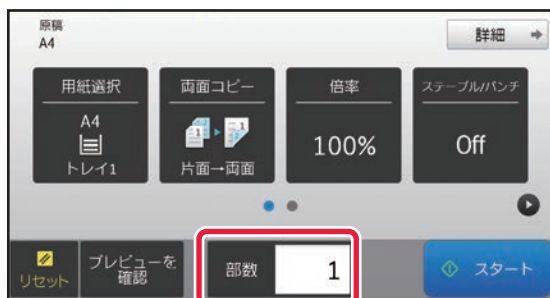 原稿
A4
詳細
用紙選択
A4
トレイ1
両面コピー
片面→両面
倍率
100%
ステープル/パンチ
Off
リセット
プレビューを
確認
部数
1
スタート